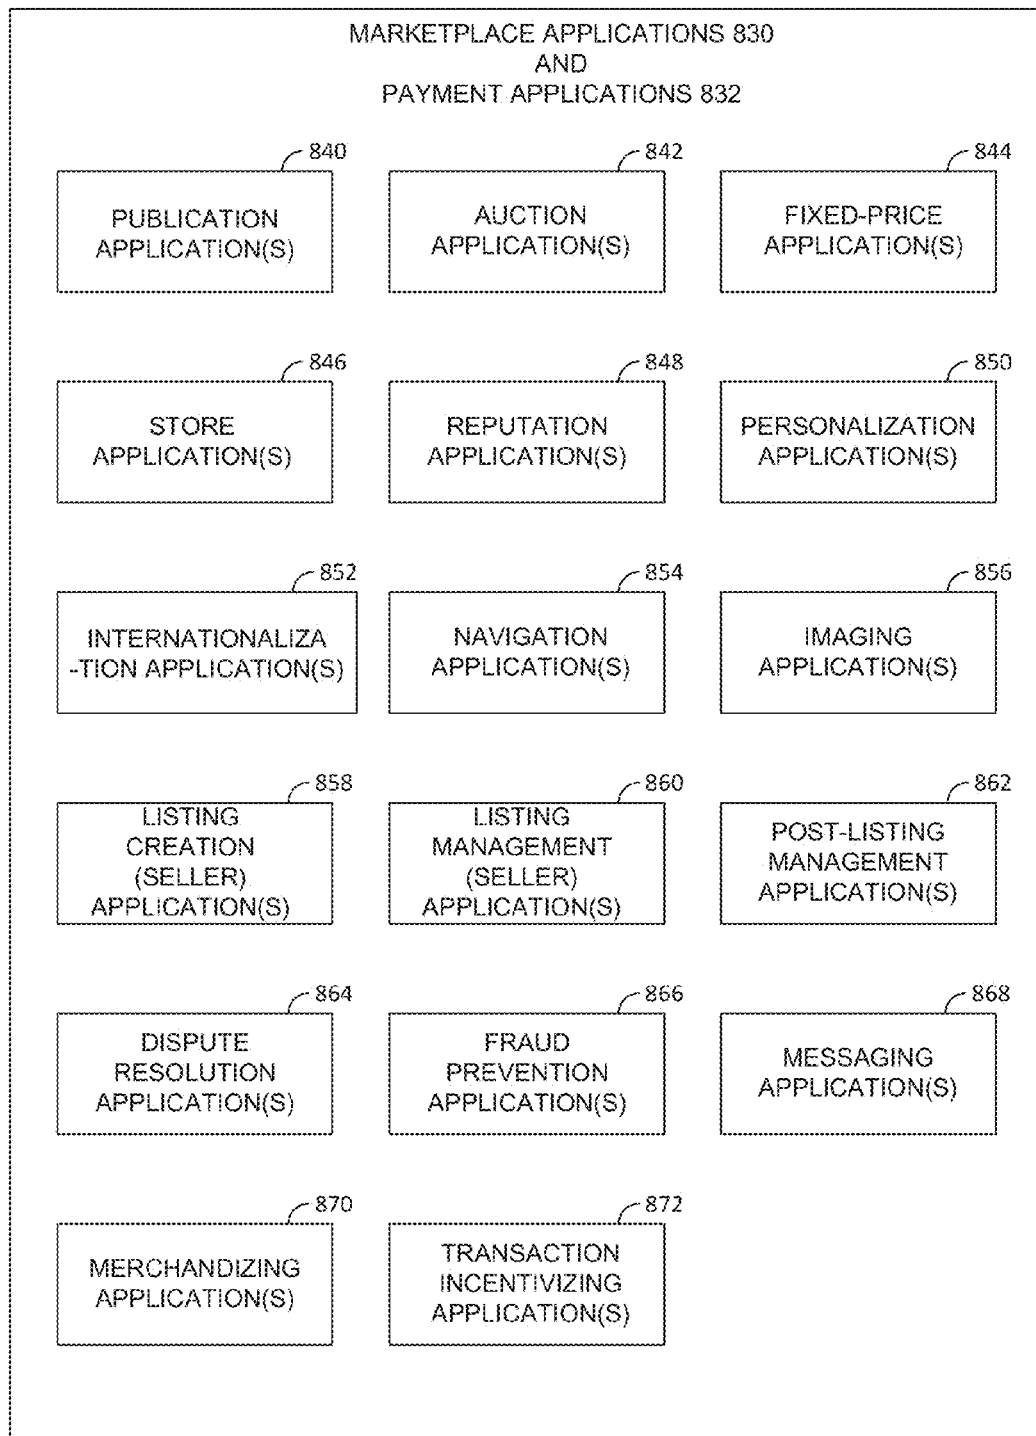 MARKETPLACE APPLICATIONS 830
AND
PAYMENT APPLICATIONS 832
840
PUBLICATION
APPLICATION(S)
842
AUCTION
APPLICATION(S)
844
FIXED-PRICE
APPLICATION(S)
846
STORE
APPLICATION(S)
848
REPUTATION
APPLICATION(S)
850
PERSONALIZATION
APPLICATION(S)
852
INTERNATIONALIZA
-TION APPLICATION(S)
854
NAVIGATION
APPLICATION(S)
856
IMAGING
APPLICATION(S)
858
LISTING
CREATION
(SELLER)
APPLICATION(S)
860
LISTING
MANAGEMENT
(SELLER)
APPLICATION(S)
862
POST-LISTING
MANAGEMENT
APPLICATION(S)
864
DISPUTE
RESOLUTION
APPLICATION(S)
866
FRAUD
PREVENTION
APPLICATION(S)
868
MESSAGING
APPLICATION(S)
870
MERCHANDIZING
APPLICATION(S)
872
TRANSACTION
INCENTIVIZING
APPLICATION(S)